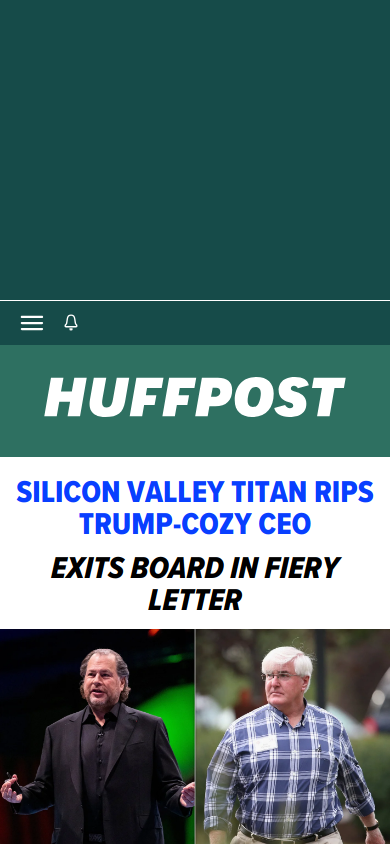 HUFFPOST
SILICON VALLEY TITAN RIPS
TRUMP-COZY CEO
EXITS BOARD IN FIERY
LETTER